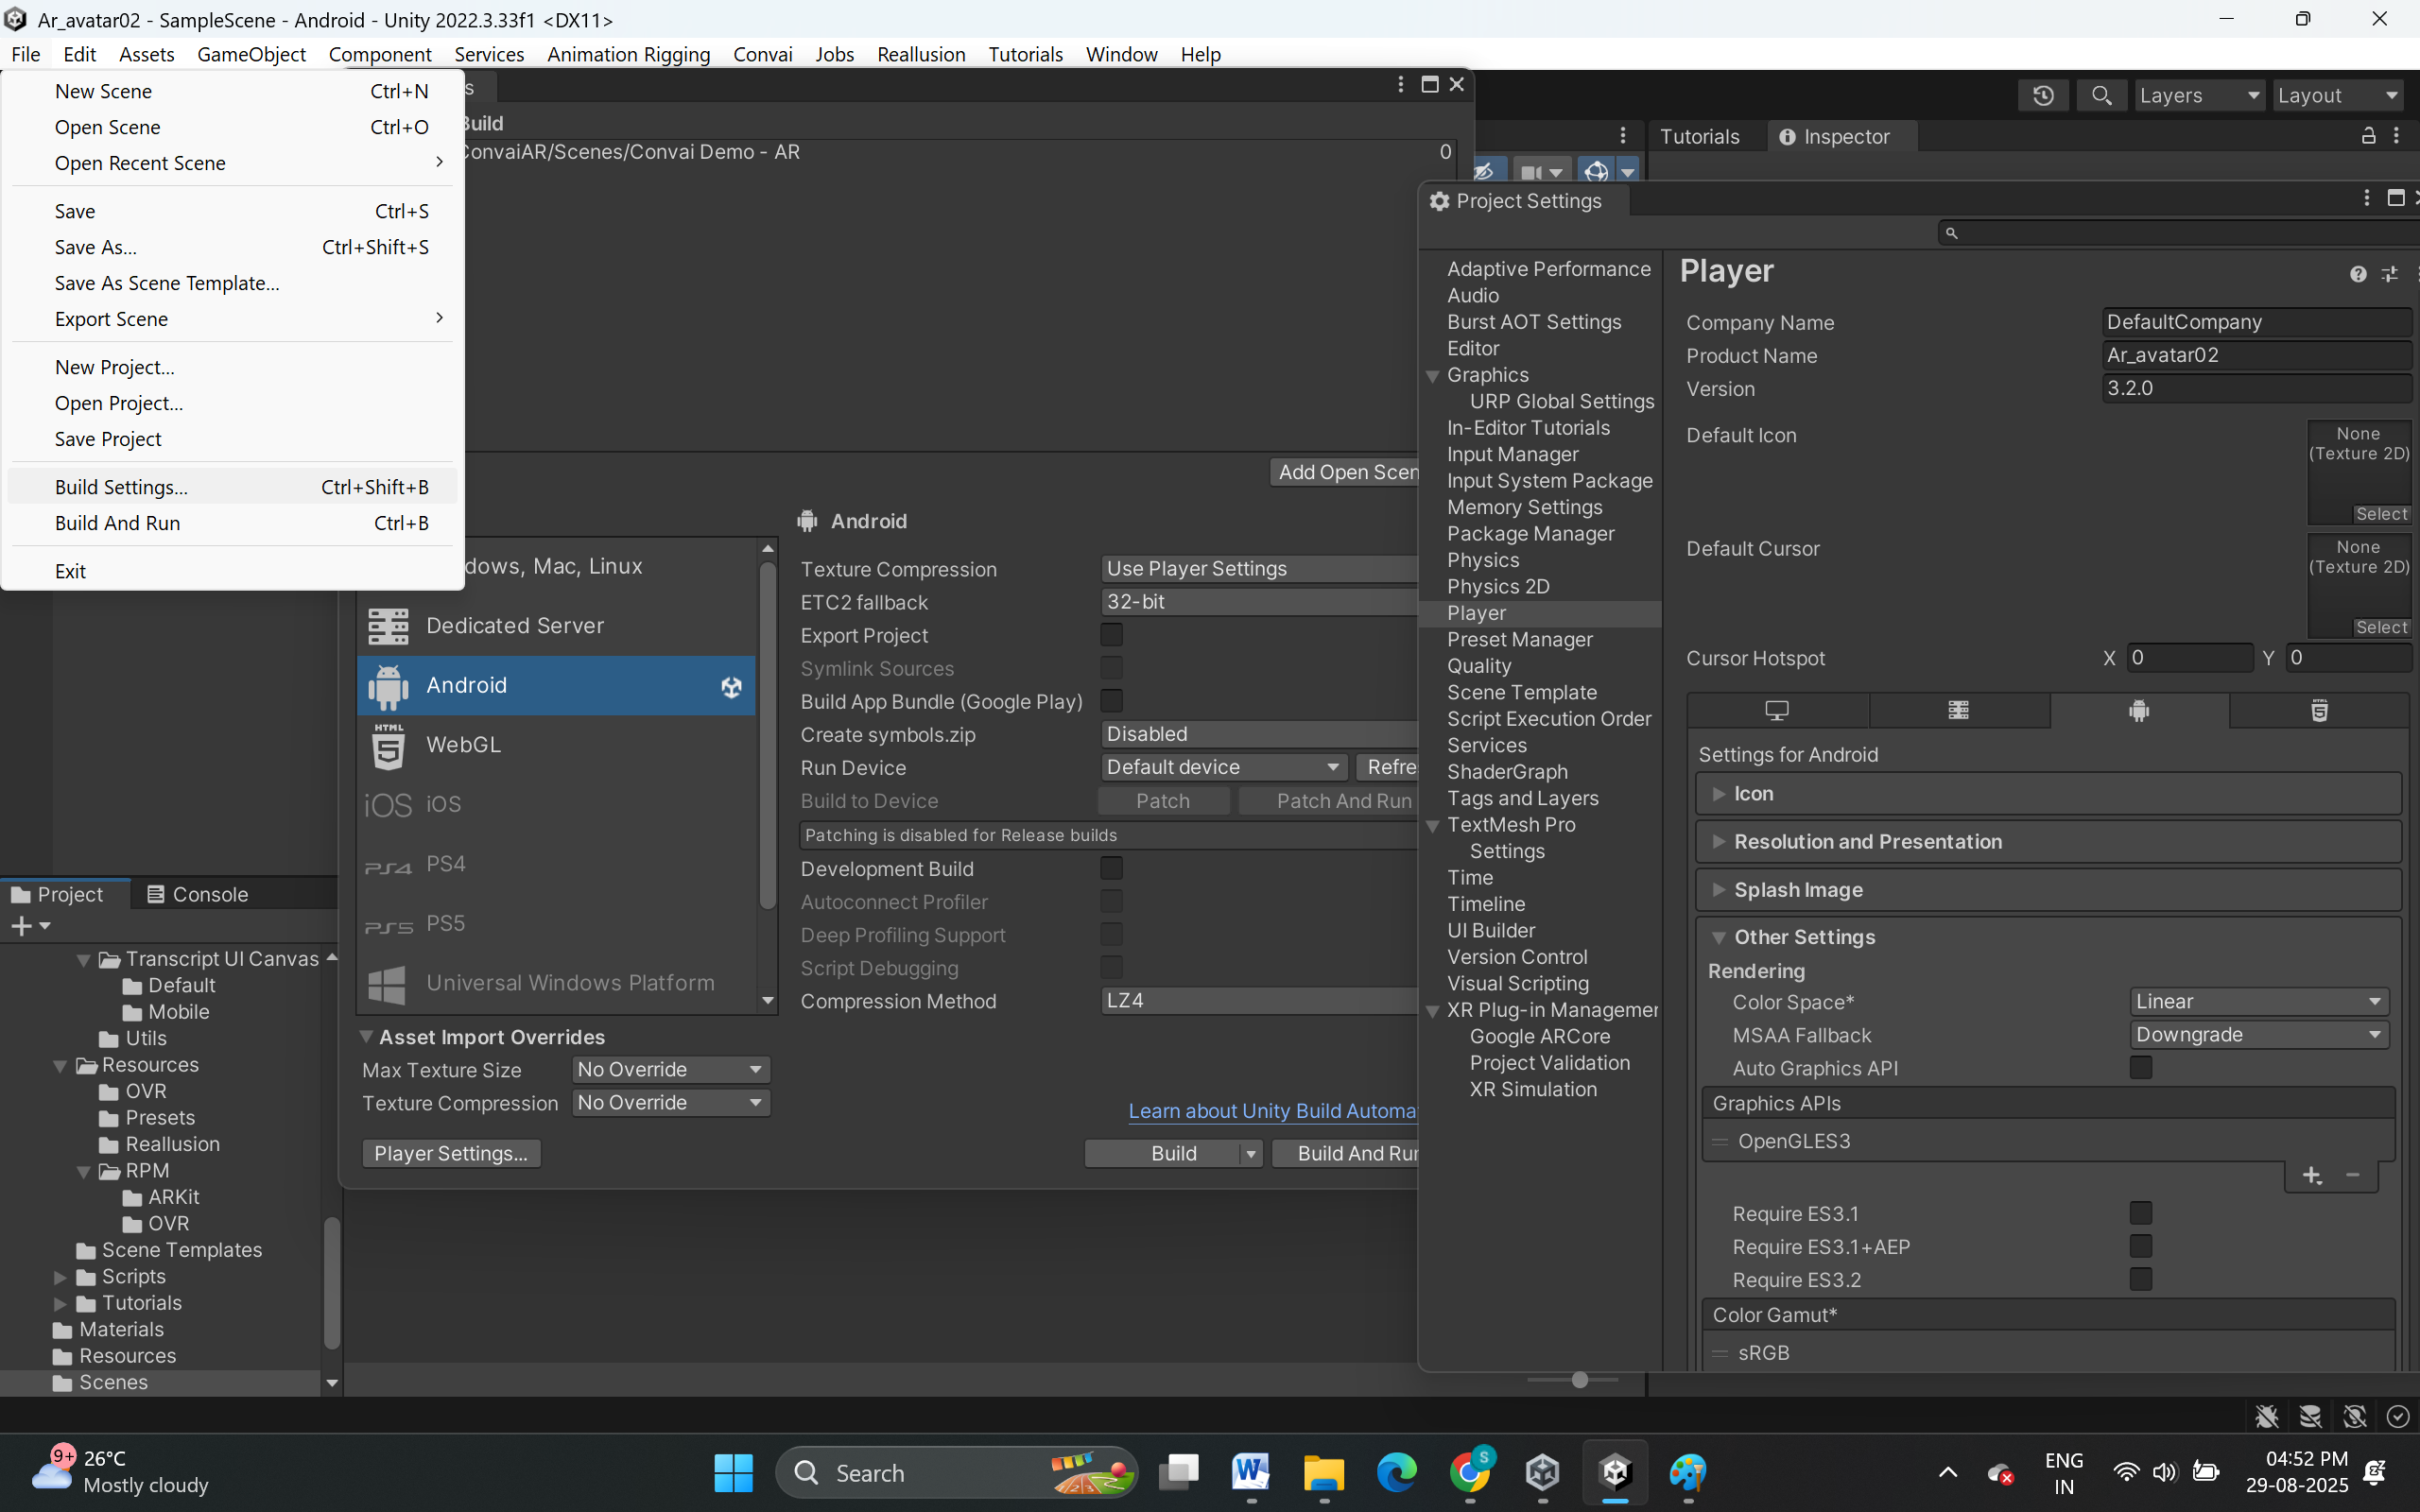 Ar_avatar02 - SampleScene - Android - Unity 2022.3.33f1 <DX11>
File Edit Assets GameObject Component Services Animation Rigging Convai Jobs Reallusion Tutorials Window Help
New Scene Ctrl+N
Open Scene Ctrl+O
Open Recent Scene
Save Ctrl+S
Save As... Ctrl+Shift+S
Save As Scene Template...
Export Scene
New Project...
Open Project...
Save Project
Build Settings... Ctrl+Shift+B
Build And Run Ctrl+B
Exit
s
Build
ConvaiAR/Scenes/Convai Demo - AR 0
Add Open Scen
dows, Mac, Linux
Dedicated Server
Android
HTML 5 WebGL
iOS iOS
PS4 PS4
PS5 PS5
Universal Windows Platform
Android
Texture Compression Use Player Settings
ETC2 fallback 32-bit
Export Project
Symlink Sources
Build App Bundle (Google Play)
Create symbols.zip Disabled
Run Device Default device Refre
Build to Device Patch Patch And Run
Patching is disabled for Release builds
Development Build
Autoconnect Profiler
Deep Profiling Support
Script Debugging
Compression Method LZ4
Asset Import Overrides
Max Texture Size No Override
Texture Compression No Override
Learn about Unity Build Automa
Player Settings... Build Build And Run
Layers Layout
Tutorials Inspector
Project Settings
Adaptive Performance
Audio
Burst AOT Settings
Editor
Graphics
URP Global Settings
In-Editor Tutorials
Input Manager
Input System Package
Memory Settings
Package Manager
Physics
Physics 2D
Player
Preset Manager
Quality
Scene Template
Script Execution Order
Services
ShaderGraph
Tags and Layers
TextMesh Pro
Settings
Time
Timeline
UI Builder
Version Control
Visual Scripting
XR Plug-in Managemer
Google ARCore
Project Validation
XR Simulation
Player
Company Name DefaultCompany
Product Name Ar_avatar02
Version 3.2.0
Default Icon None (Texture 2D)
Select
Default Cursor None (Texture 2D)
Select
Cursor Hotspot X 0 Y 0
5
Settings for Android
Icon
Resolution and Presentation
Splash Image
Other Settings
Rendering
Color Space* Linear
MSAA Fallback Downgrade
Auto Graphics API
Graphics APIs
OpenGLES3
Require ES3.1
Require ES3.1+AEP
Require ES3.2
Color Gamut*
sRGB
Project Console
Transcript UI Canvas
Default
Mobile
Utils
Resources
OVR
Presets
Reallusion
RPM
ARKit
OVR
Scene Templates
Scripts
Tutorials
Materials
Resources
Scenes
9+
26°C
Mostly cloudy
Search
W
S
ENG
IN
04:52 PM
29-08-2025